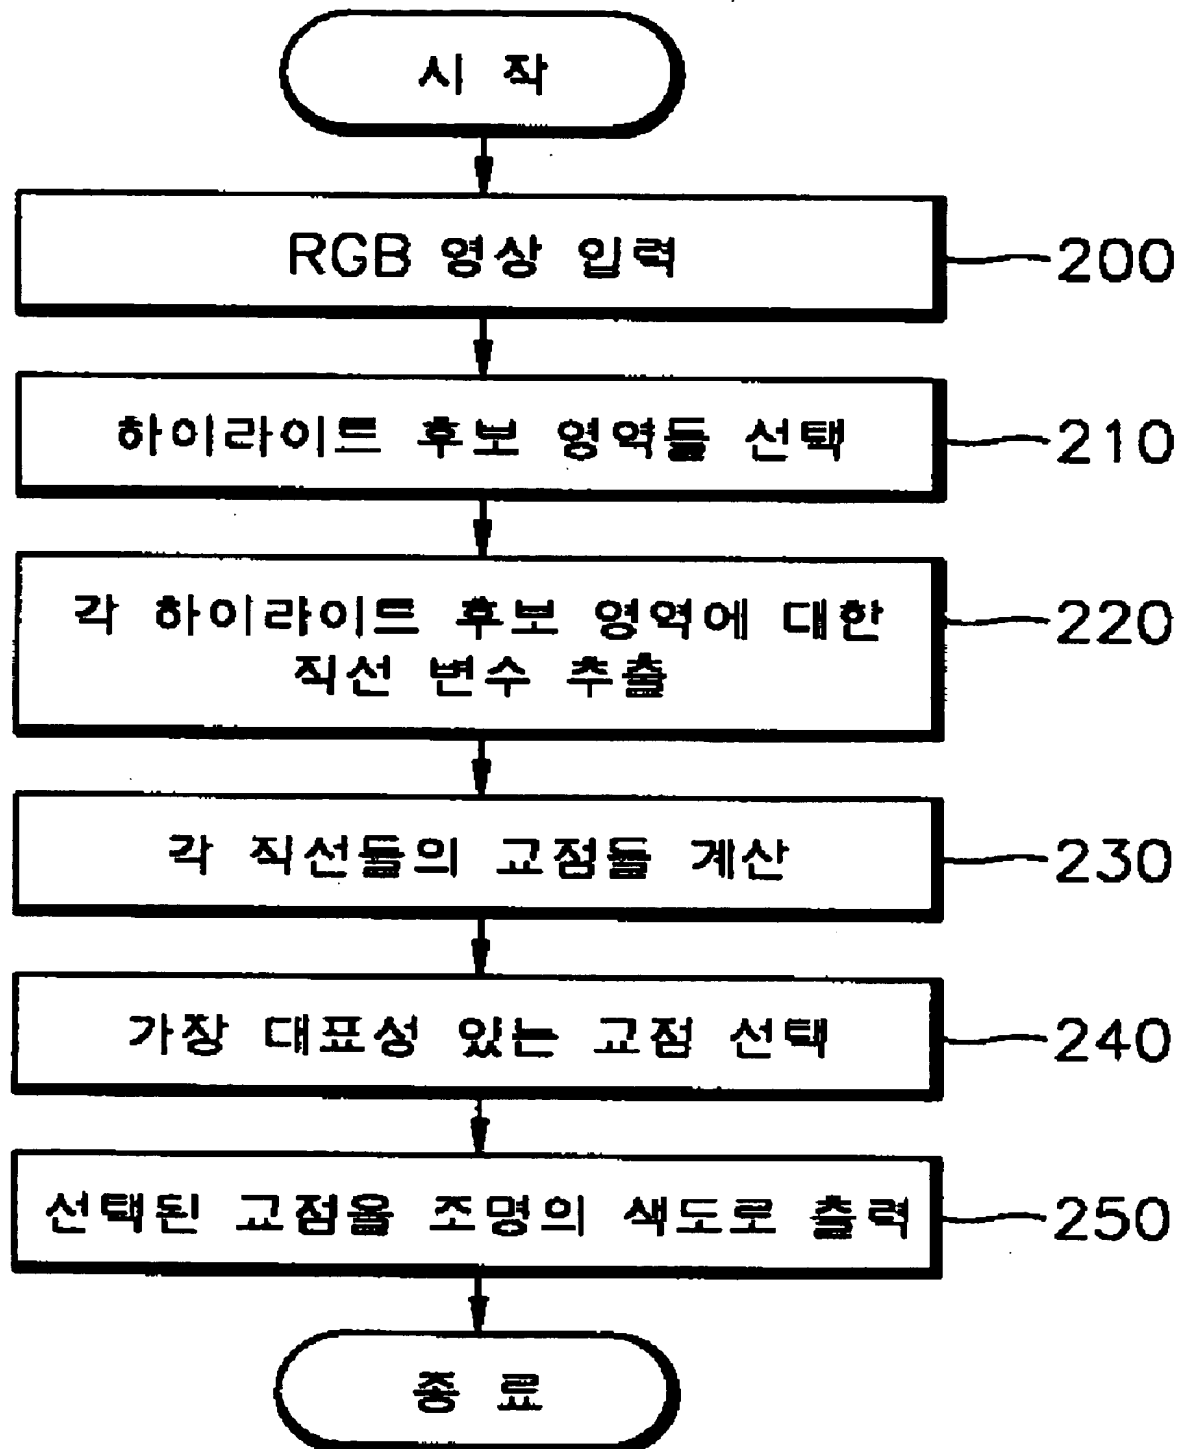 시 작
RGB 영상 입력
200
하이라이트 후보 영역들 선택
210
각 하이라이트 후보 영역에 대한
직선 변수 추출
220
각 직선들의 교점들 계산
230
가장 대표성 있는 교점 선택
240
선택된 교점을 조명의 색도로 출력
250
종 료